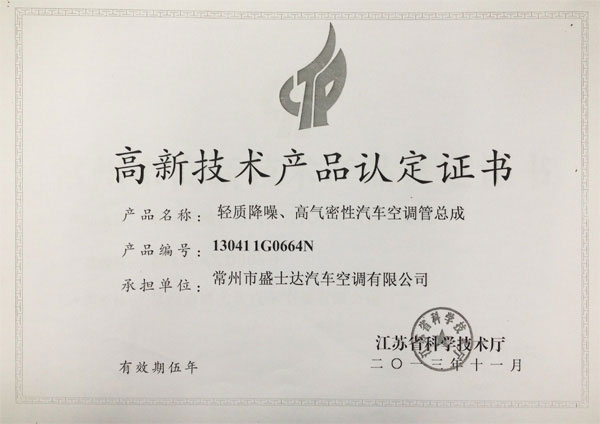 高新技术产品认定证书
产品名称：轻质降噪、高气密性汽车空调管总成
产品编号：130411G0664N
承担单位：常州市盛士达汽车空调有限公司
江苏省科学技术厅
有效期伍年
二〇一三年十一月